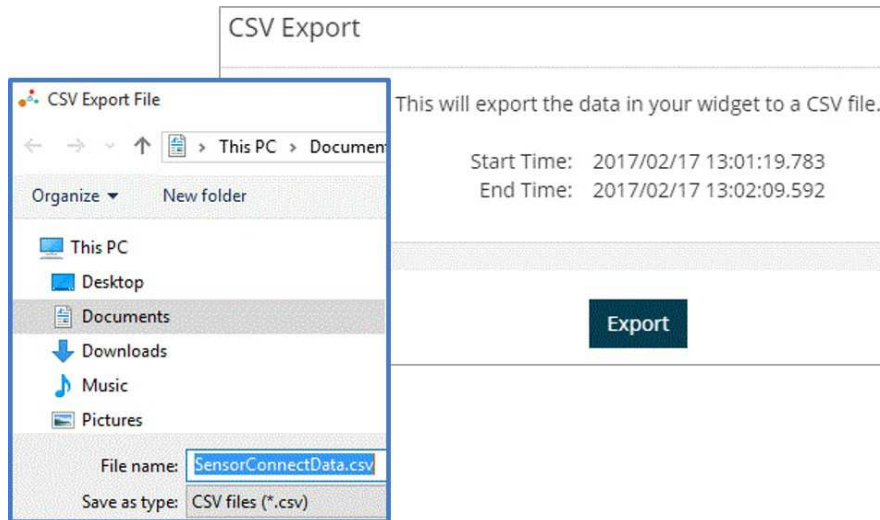 CSV Export
This will export the data in your widget to a CSV file.
Start Time: 2017/02/17 13:01:19.783
End Time: 2017/02/17 13:02:09.592
Export
CSV Export File
This PC > Documen
Organize New folder
This PC
Desktop
Documents
Downloads
Music
Pictures
File name: SensorConnectData.csv
Save as type: CSV files (*.csv)